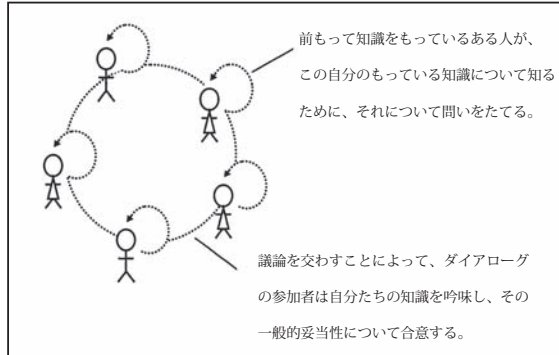 前もって知識をもっているある人が、
この自分のもっている知識について知る
ために、それについて問いをたてる。
議論を交わすことによって、ダイアローグ
の参加者は自分たちの知識を吟味し、その
一般的妥当性について合意する。